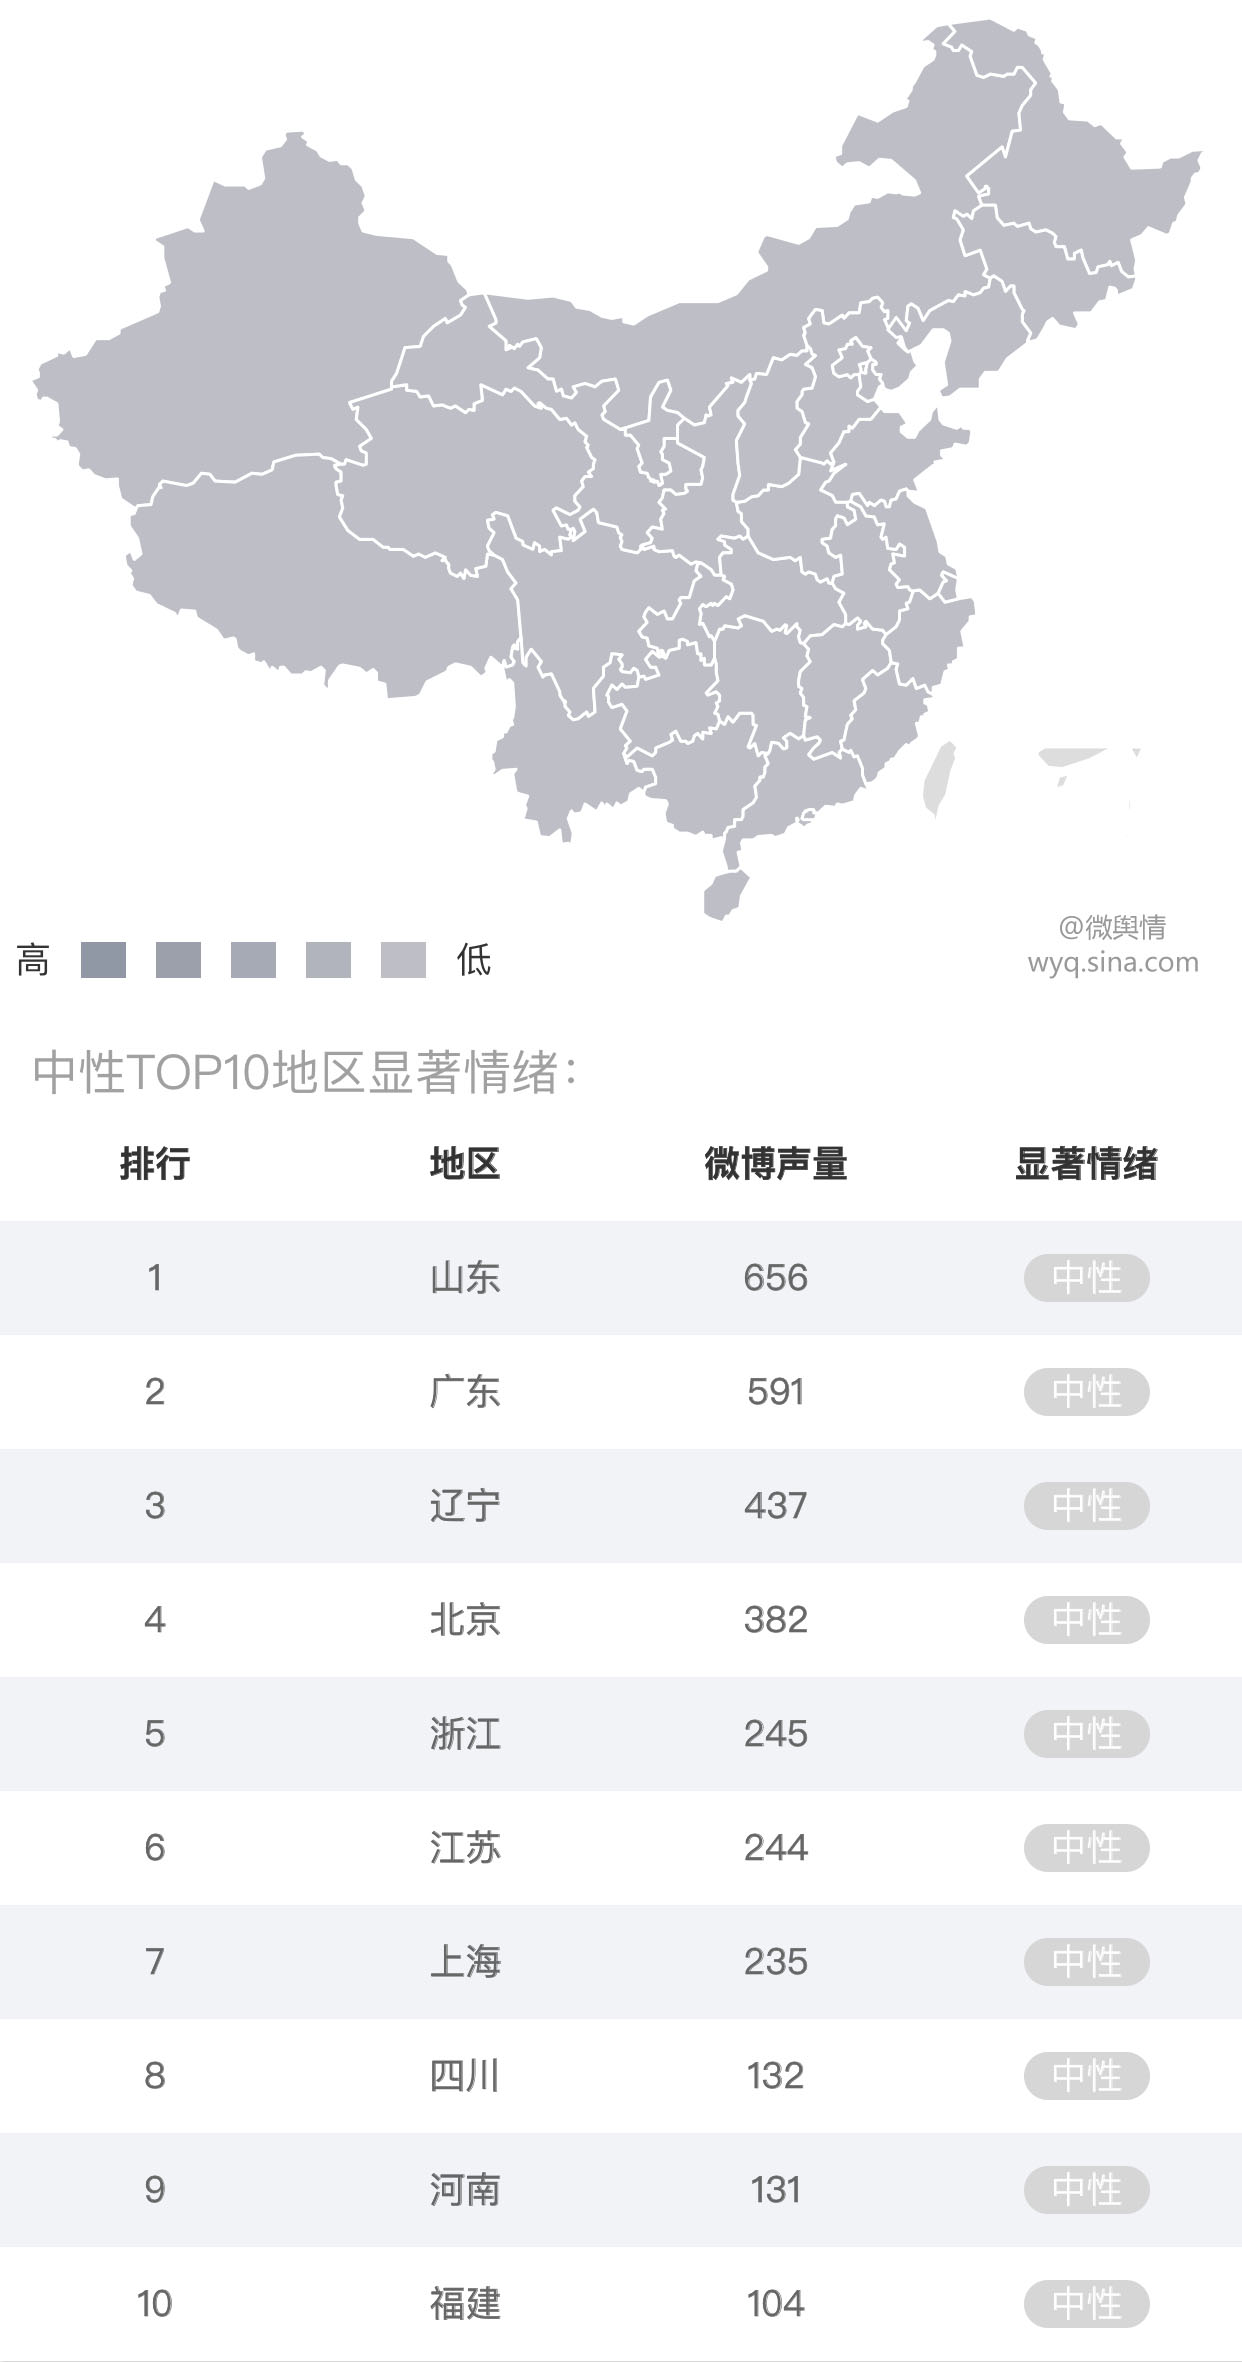 高 低
@微舆情
wyq.sina.com
中性TOP10地区显著情绪：
排行 地区 微博声量 显著情绪
1 山东 656 中性
2 广东 591 中性
3 辽宁 437 中性
4 北京 382 中性
5 浙江 245 中性
6 江苏 244 中性
7 上海 235 中性
8 四川 132 中性
9 河南 131 中性
10 福建 104 中性